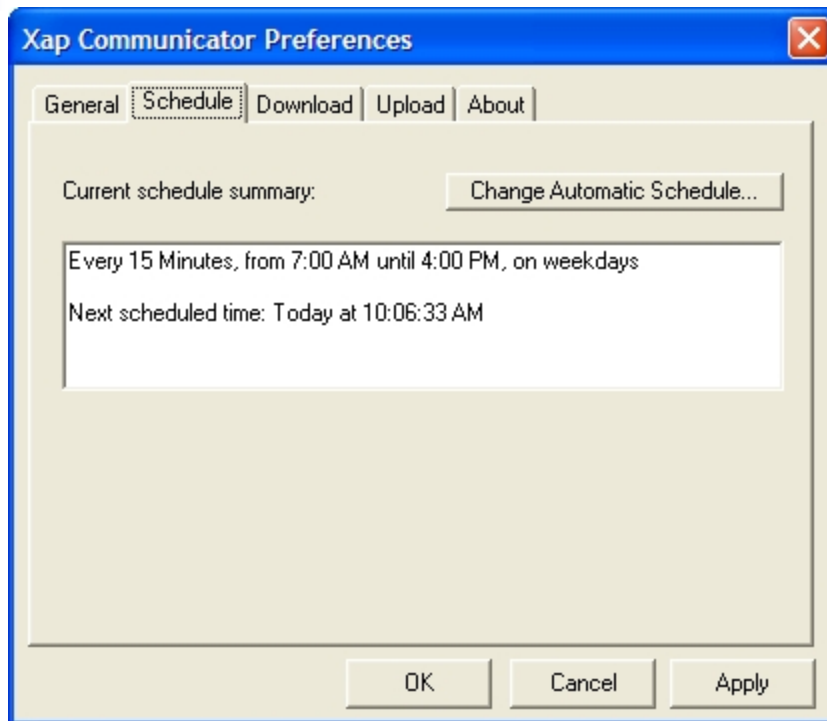 Xap Communicator Preferences
General Schedule Download Upload About
Current schedule summary: Change Automatic Schedule...
Every 15 Minutes, from 7:00 AM until 4:00 PM, on weekdays
Next scheduled time: Today at 10:06:33 AM
OK Cancel Apply